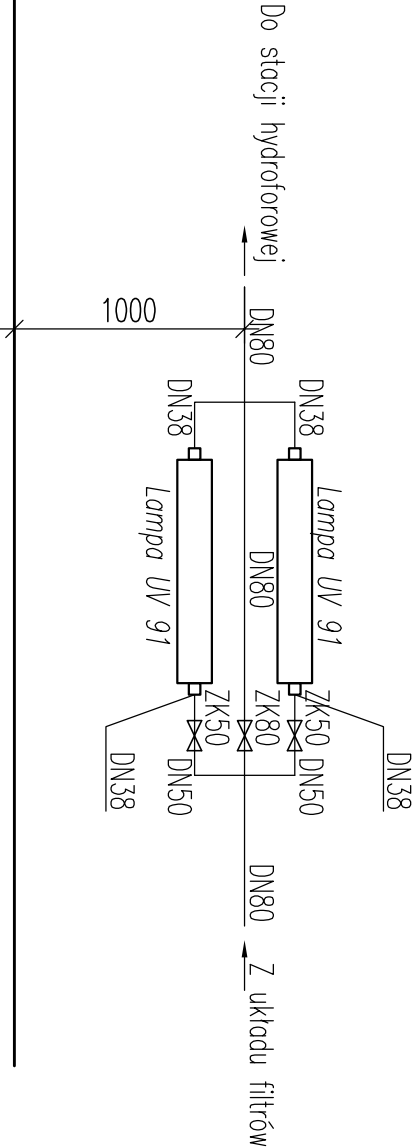 Do stacji hydroforowej
1000
DN80
DN38
DN38
Lampa UV 91
DN80
Lampa UV 91
ZK50
ZK80
ZK50
DN50
DN50
DN38
DN38
DN80
Z układu filtrów